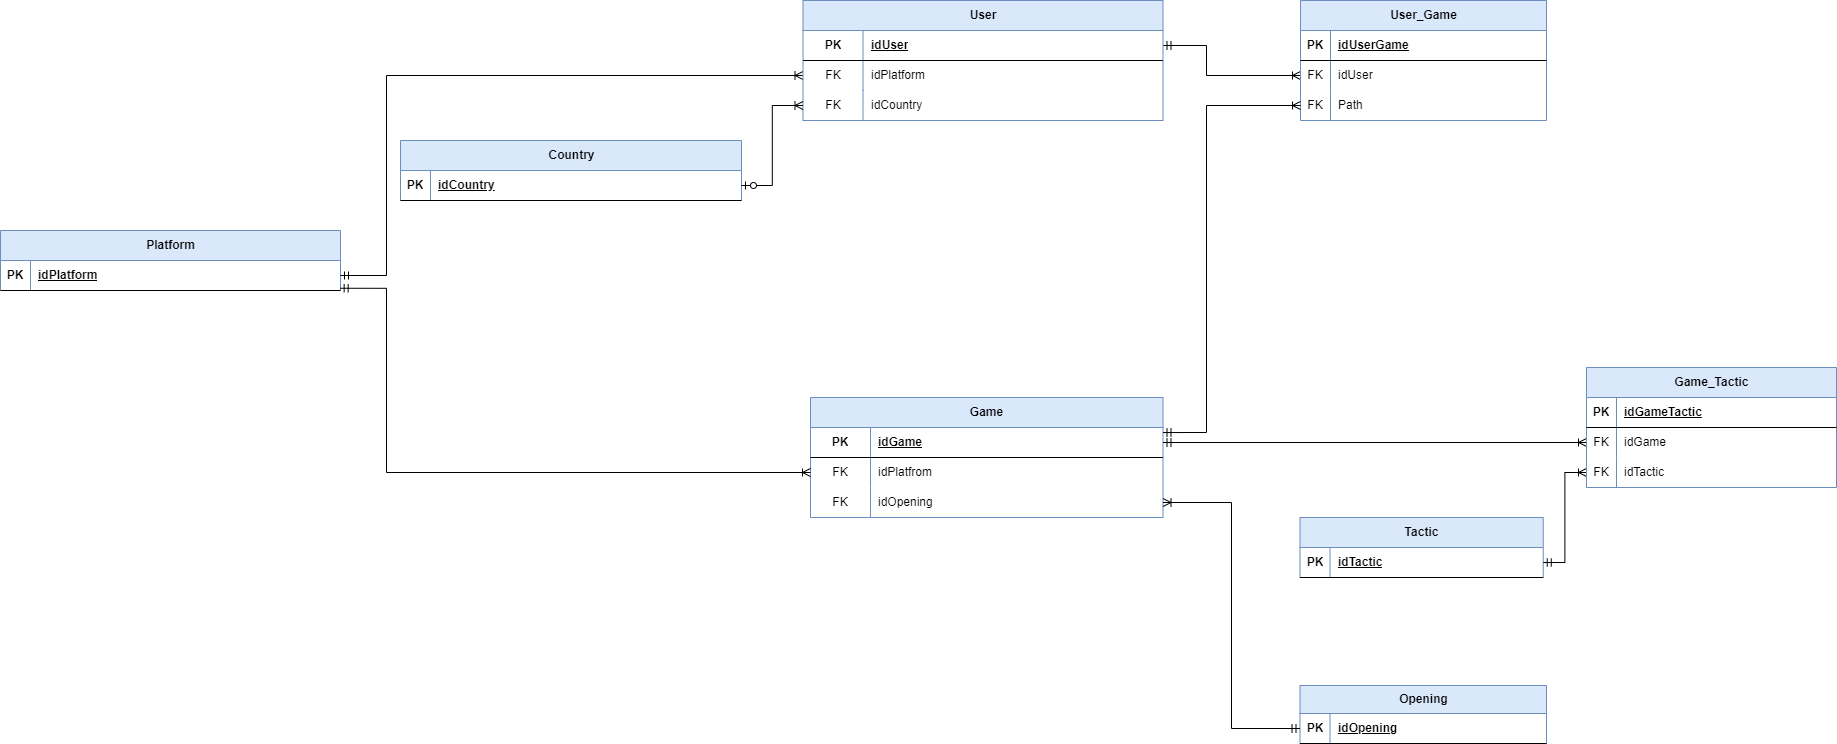 User
PK idUser
FK idPlatform
FK idCountry
User_Game
PK idUserGame
FK idUser
FK Path
Country
PK idCountry
Platform
PK idPlatform
Game
PK idGame
FK idPlatfrom
FK idOpening
Game_Tactic
PK idGameTactic
FK idGame
FK idTactic
Tactic
PK idTactic
Opening
PK idOpening